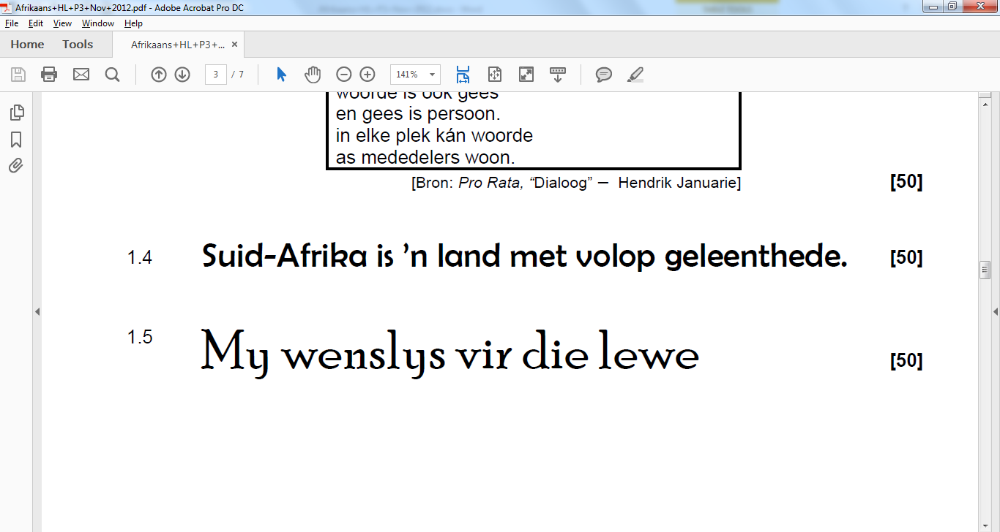 Afrikaans+HL+P3+Nov+2012.pdf - Adobe Acrobat Pro DC
File Edit View Window Help
Home Tools Afrikaans+HL+P3+... ×
3 / 7 141%
woorde is ook gees
en gees is persoon.
in elke plek kán woorde
as mededelers woon.
[Bron: Pro Rata, “Dialoog” – Hendrik Januarie] [50]
1.4 Suid-Afrika is ’n land met volop geleenthede. [50]
1.5 My wenslys vir die lewe [50]